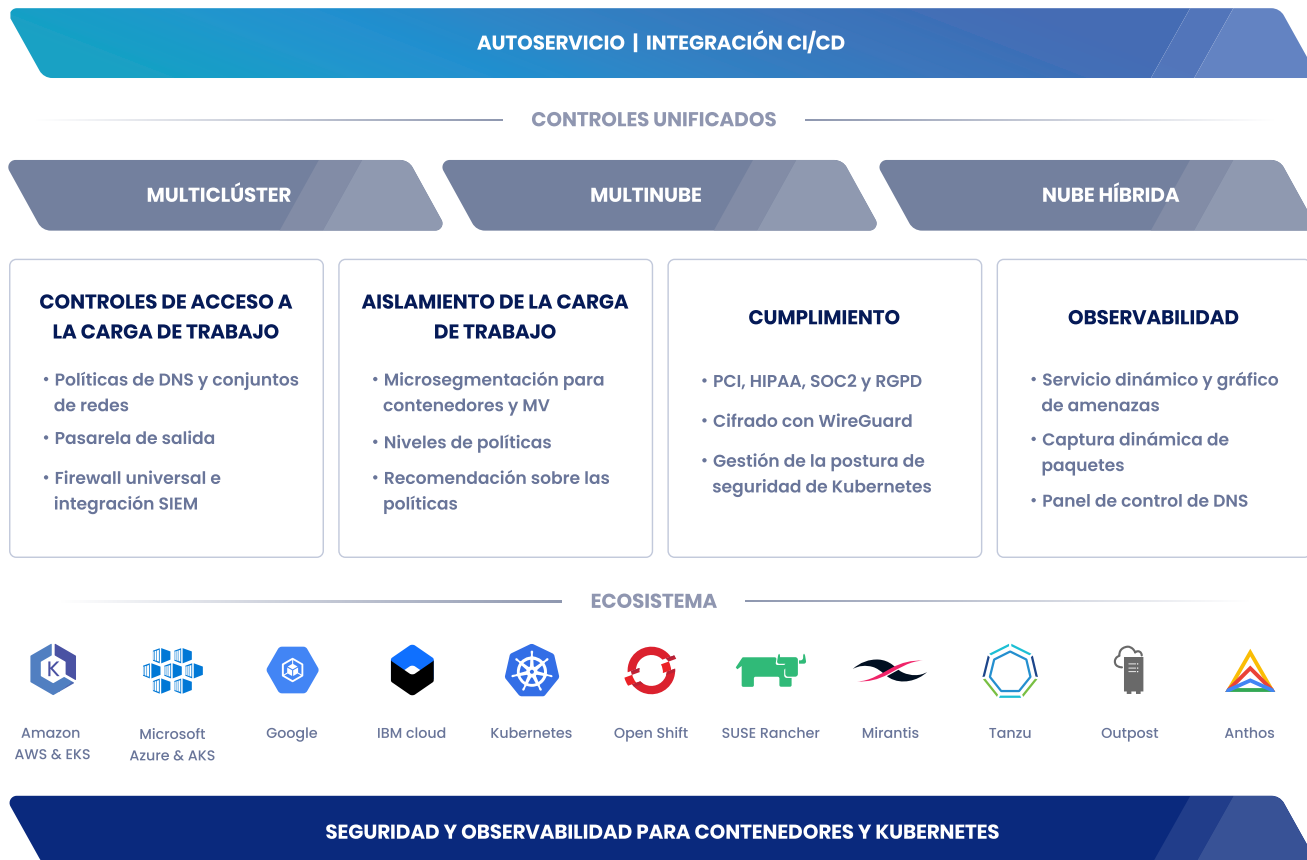 AUTOSERVICIO | INTEGRACIÓN CI/CD
CONTROLES UNIFICADOS
MULTICLÚSTER
MULTINUBE
NUBE HÍBRIDA
CONTROLES DE ACCESO A
LA CARGA DE TRABAJO
• Políticas de DNS y conjuntos
de redes
• Pasarela de salida
• Firewall universal e
integración SIEM
AISLAMIENTO DE LA CARGA
DE TRABAJO
• Microsegmentación para
contenedores y MV
• Niveles de políticas
• Recomendación sobre las
políticas
CUMPLIMIENTO
• PCI, HIPAA, SOC2 y RGPD
• Cifrado con WireGuard
• Gestión de la postura de
seguridad de Kubernetes
OBSERVABILIDAD
• Servicio dinámico y gráfico
de amenazas
• Captura dinámica de
paquetes
• Panel de control de DNS
ECOSISTEMA
K
Amazon
AWS & EKS
Microsoft
Azure & AKS
Google
IBM cloud
Kubernetes
Open Shift
SUSE Rancher
Mirantis
Tanzu
Outpost
Anthos
SEGURIDAD Y OBSERVABILIDAD PARA CONTENEDORES Y KUBERNETES